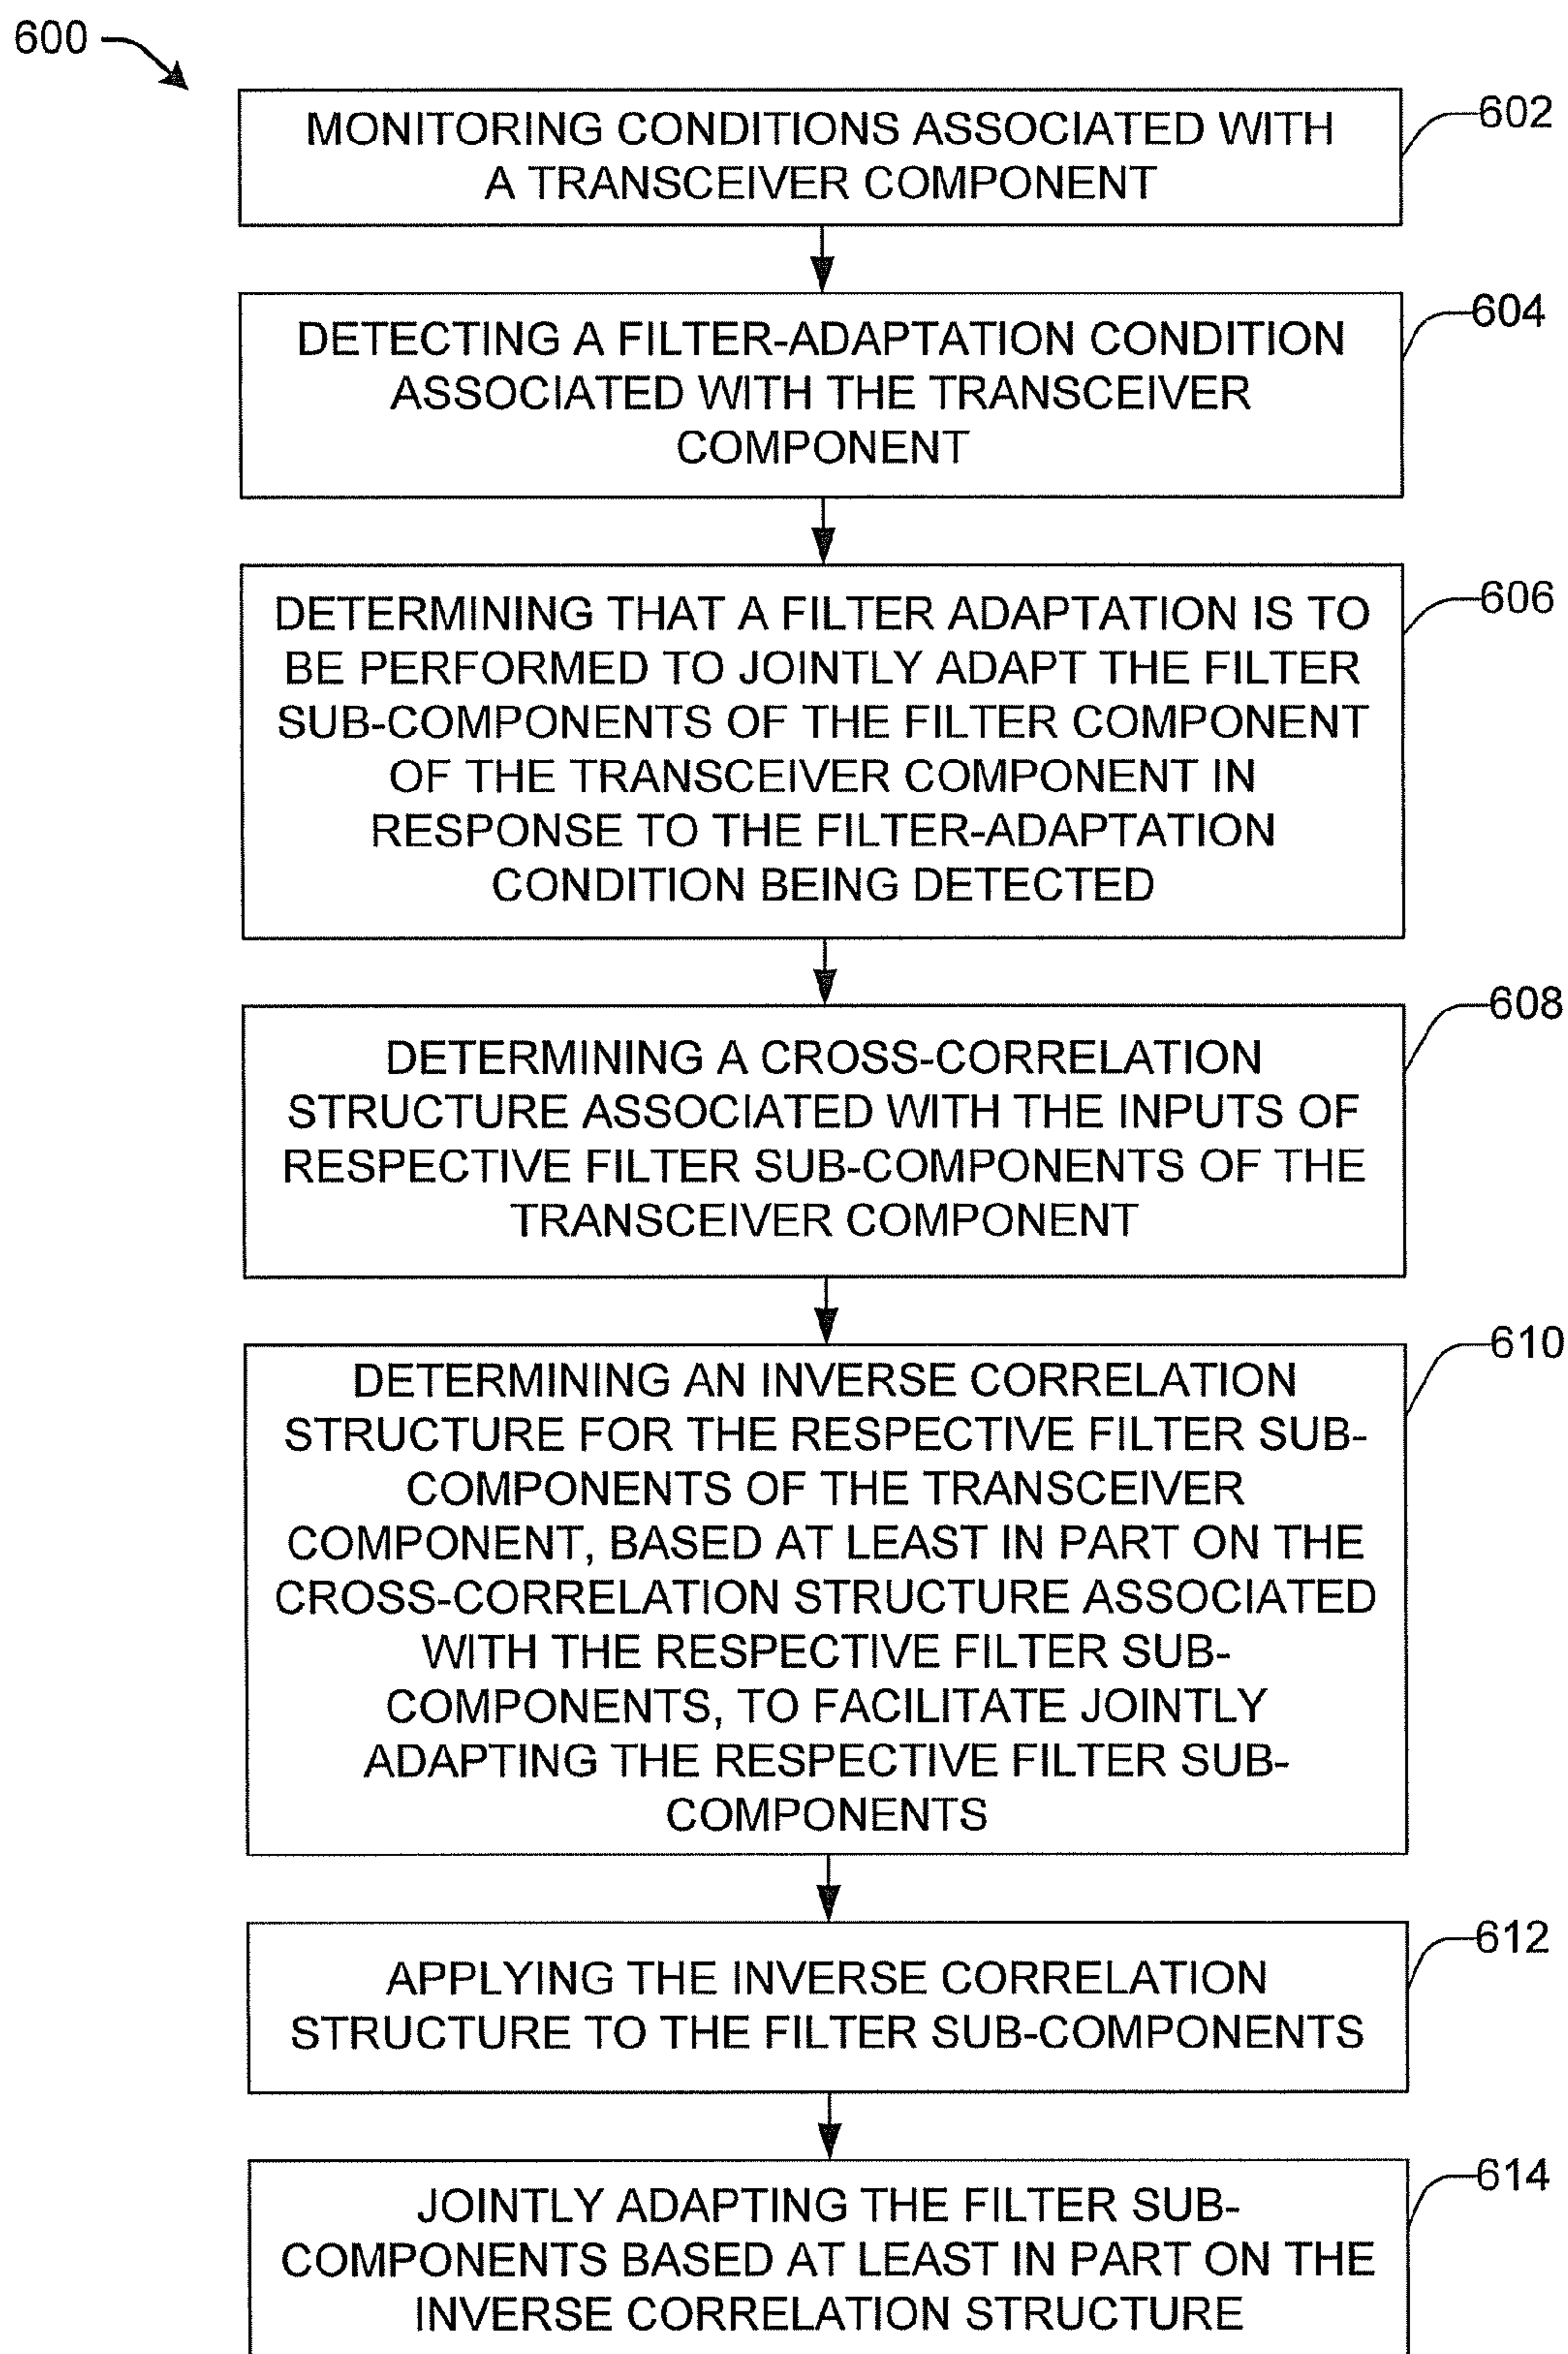 600
MONITORING CONDITIONS ASSOCIATED WITH
A TRANSCEIVER COMPONENT
602
DETECTING A FILTER-ADAPTATION CONDITION
ASSOCIATED WITH THE TRANSCEIVER
COMPONENT
604
DETERMINING THAT A FILTER ADAPTATION IS TO
BE PERFORMED TO JOINTLY ADAPT THE FILTER
SUB-COMPONENTS OF THE FILTER COMPONENT
OF THE TRANSCEIVER COMPONENT IN
RESPONSE TO THE FILTER-ADAPTATION
CONDITION BEING DETECTED
606
DETERMINING A CROSS-CORRELATION
STRUCTURE ASSOCIATED WITH THE INPUTS OF
RESPECTIVE FILTER SUB-COMPONENTS OF THE
TRANSCEIVER COMPONENT
608
DETERMINING AN INVERSE CORRELATION
STRUCTURE FOR THE RESPECTIVE FILTER SUB-
COMPONENTS OF THE TRANSCEIVER
COMPONENT, BASED AT LEAST IN PART ON THE
CROSS-CORRELATION STRUCTURE ASSOCIATED
WITH THE RESPECTIVE FILTER SUB-
COMPONENTS, TO FACILITATE JOINTLY
ADAPTING THE RESPECTIVE FILTER SUB-
COMPONENTS
610
APPLYING THE INVERSE CORRELATION
STRUCTURE TO THE FILTER SUB-COMPONENTS
612
JOINTLY ADAPTING THE FILTER SUB-
COMPONENTS BASED AT LEAST IN PART ON THE
INVERSE CORRELATION STRUCTURE
614